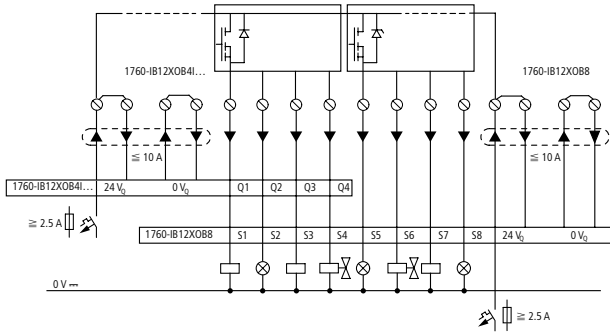 1760-IB12XOB4I... 1760-IB12XOB8
≦ 10 A ≦ 10 A
1760-IB12XOB4I... 24 VQ 0 VQ Q1 Q2 Q3 Q4
≧ 2.5 A
1760-IB12XOB8 S1 S2 S3 S4 S5 S6 S7 S8 24 VQ 0 VQ
0 V
≧ 2.5 A